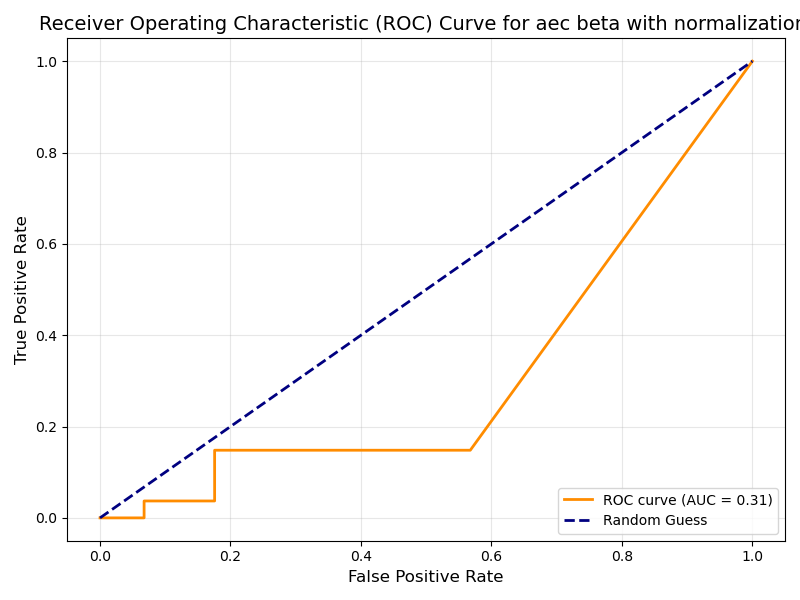 Receiver Operating Characteristic (ROC) Curve for aec beta with normalization
1.0
0.8
0.6
0.4
0.2
0.0
True Positive Rate
0.0 0.2 0.4 0.6 0.8 1.0
False Positive Rate
ROC curve (AUC = 0.31)
Random Guess